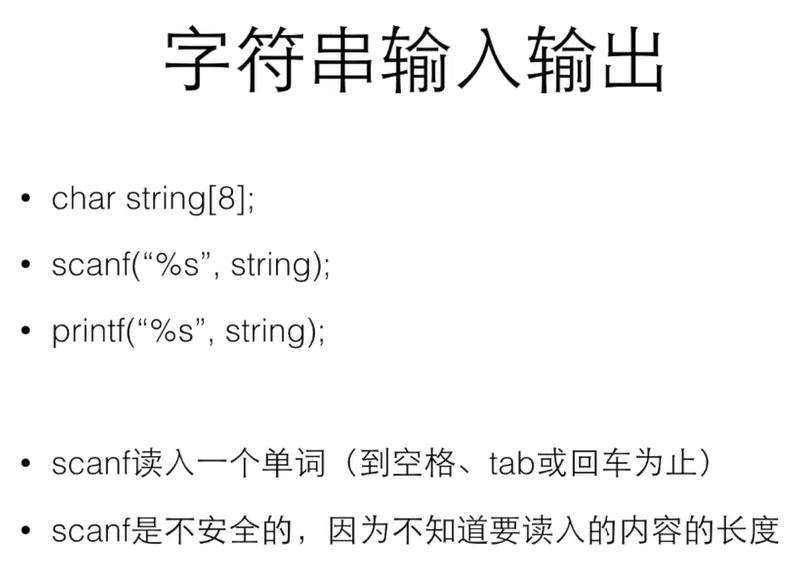 字符串输入输出
• char string[8];
• scanf(“%s”, string);
• printf(“%s”, string);
• scanf读入一个单词（到空格、tab或回车为止）
• scanf是不安全的，因为不知道要读入的内容的长度